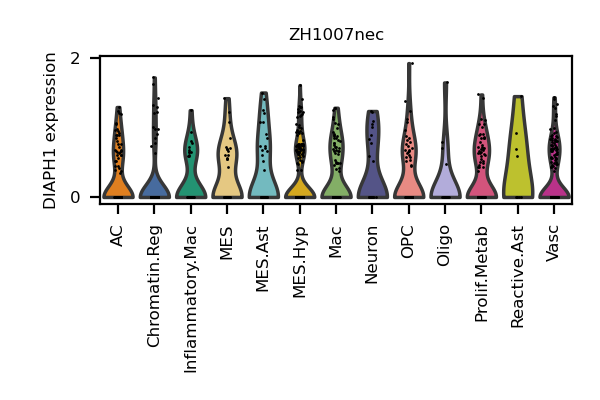 ZH1007nec
DIAPH1 expression
2
0
AC
Chromatin.Reg
Inflammatory.Mac
MES
MES.Ast
MES.Hyp
Mac
Neuron
OPC
Oligo
Prolif.Metab
Reactive.Ast
Vasc